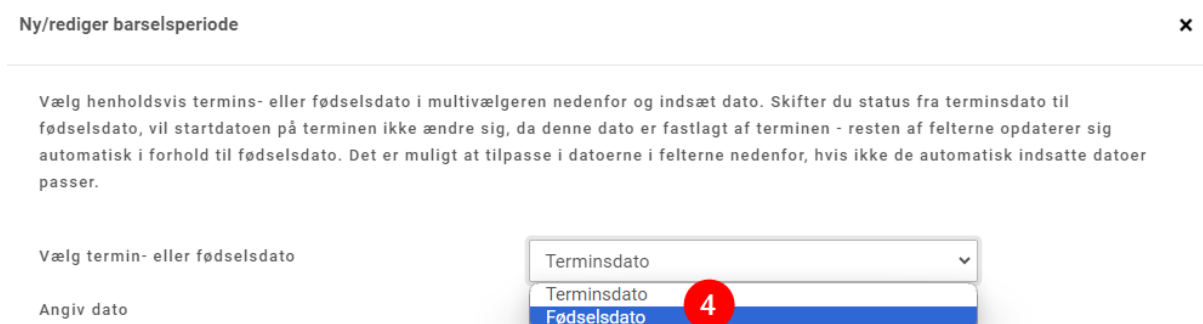 Ny/rediger barselsperiode ×
Vælg henholdsvis termins- eller fødselsdato i multivælgeren nedenfor og indsæt dato. Skifter du status fra terminsdato til
fødselsdato, vil startdatoen på terminen ikke ændre sig, da denne dato er fastlagt af terminen - resten af felterne opdaterer sig
automatisk i forhold til fødselsdato. Det er muligt at tilpasse i datoerne i felterne nedenfor, hvis ikke de automatisk indsatte datoer
passer.
Vælg termin- eller fødselsdato
Terminsdato
Terminsdato
4
Angiv dato
Fødselsdato